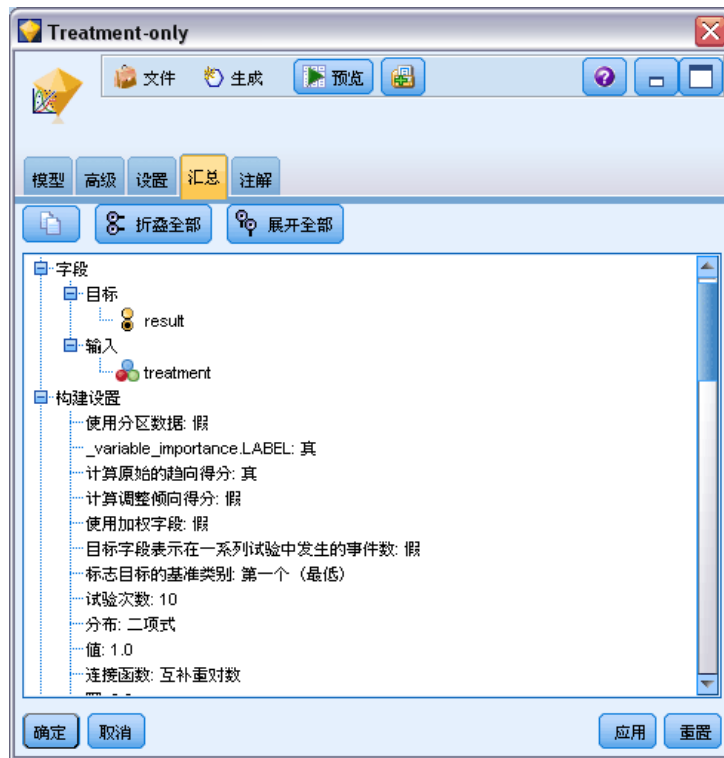 Treatment-only
文件 生成 预览
模型 高级 设置 汇总 注解
折叠全部 展开全部
字段
目标
result
输入
treatment
构建设置
使用分区数据: 假
_variable_importance.LABEL: 真
计算原始的趋向得分: 真
计算调整倾向得分: 假
使用加权字段: 假
目标字段表示在一系列试验中发生的事件数: 假
标志目标的基准类别: 第一个（最低）
试验次数: 10
分布: 二项式
值: 1.0
连接函数: 互补重对数
确定 取消 应用 重置